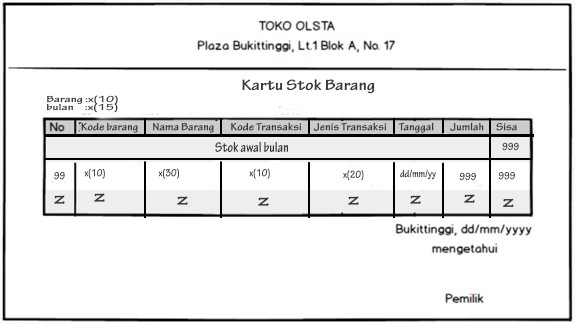 TOKO OLSTA
Plaza Bukittinggi, Lt.1 Blok A, No. 17
Kartu Stok Barang
Barang :x(10)
bulan :x(15)
No Kode barang Nama Barang Kode Transaksi Jenis Transaksi Tanggal Jumlah Sisa
Stok awal bulan 999
99 x(10) x(30) x(10) x(20) dd/mm/yy 999 999
Z Z Z Z Z Z Z Z
Bukittinggi, dd/mm/yyyy
mengetahui
Pemilik